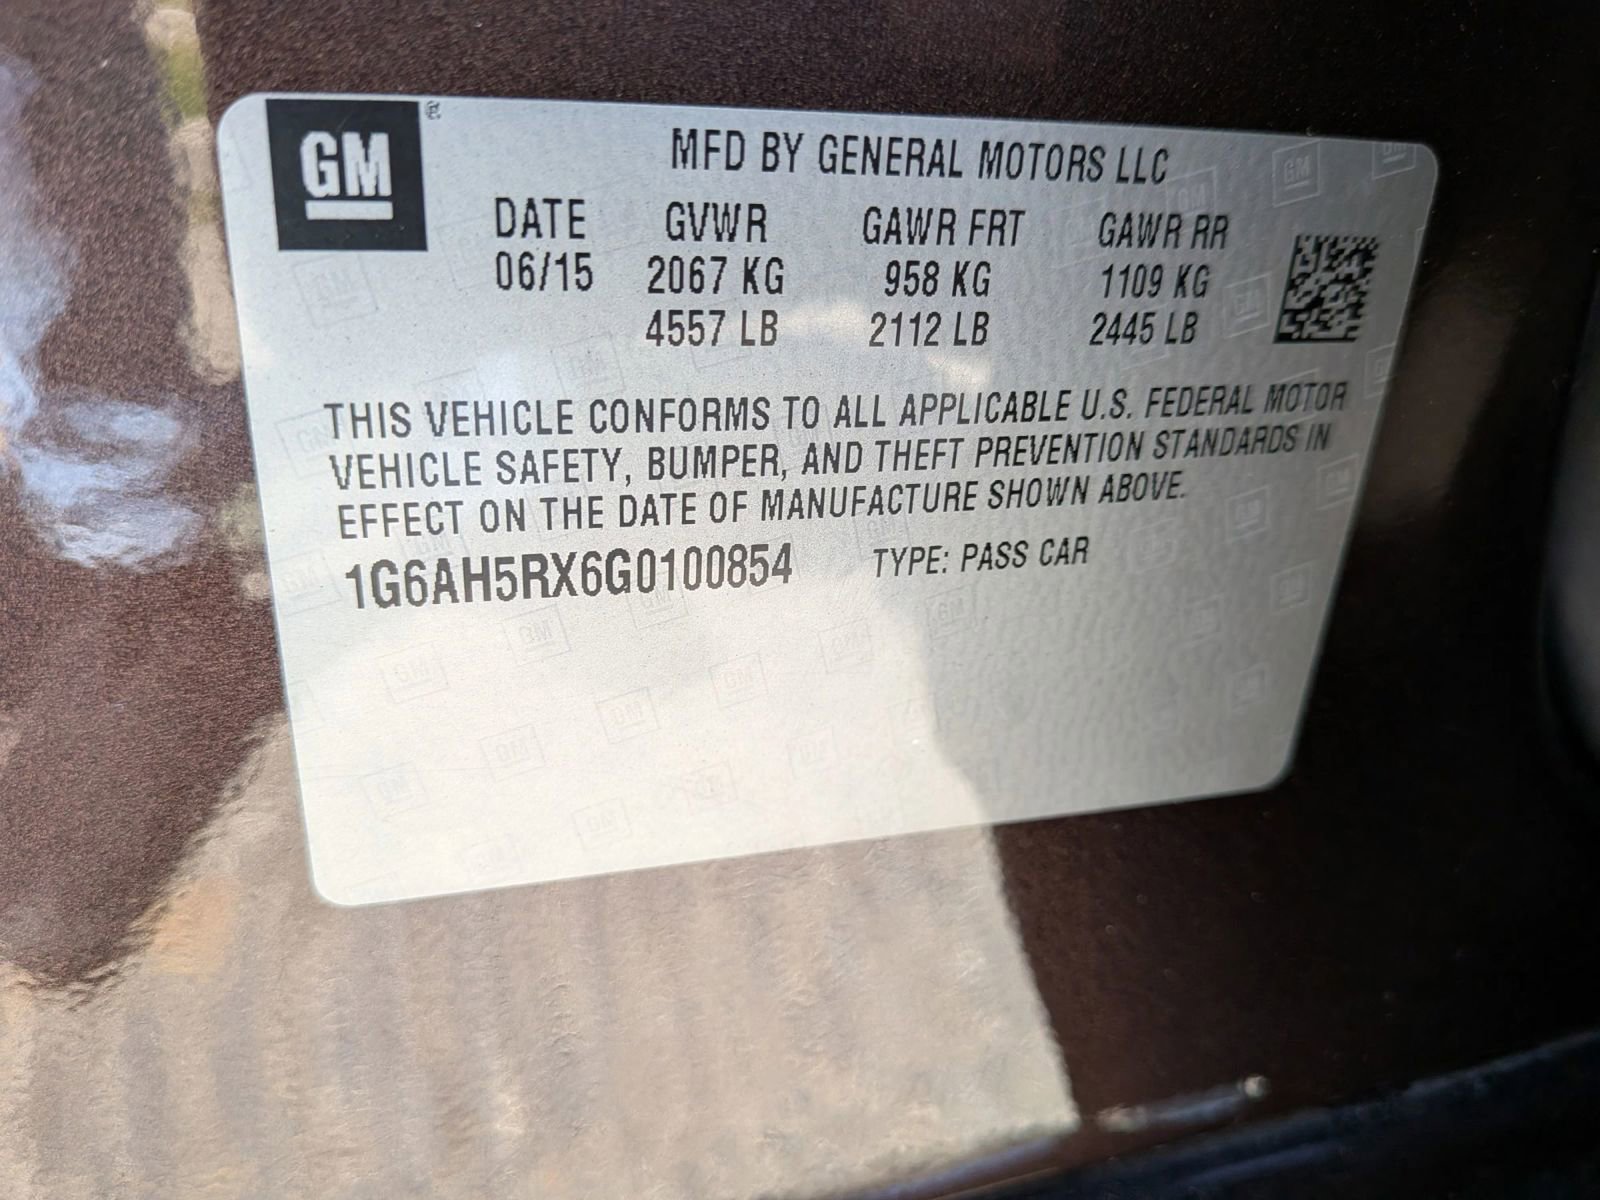 GM ®
MFD BY GENERAL MOTORS LLC
DATE GVWR GAWR FRT GAWR RR
06/15 2067 KG 958 KG 1109 KG
4557 LB 2112 LB 2445 LB
THIS VEHICLE CONFORMS TO ALL APPLICABLE U.S. FEDERAL MOTOR
VEHICLE SAFETY, BUMPER, AND THEFT PREVENTION STANDARDS IN
EFFECT ON THE DATE OF MANUFACTURE SHOWN ABOVE.
1G6AH5RX6G0100854 TYPE: PASS CAR